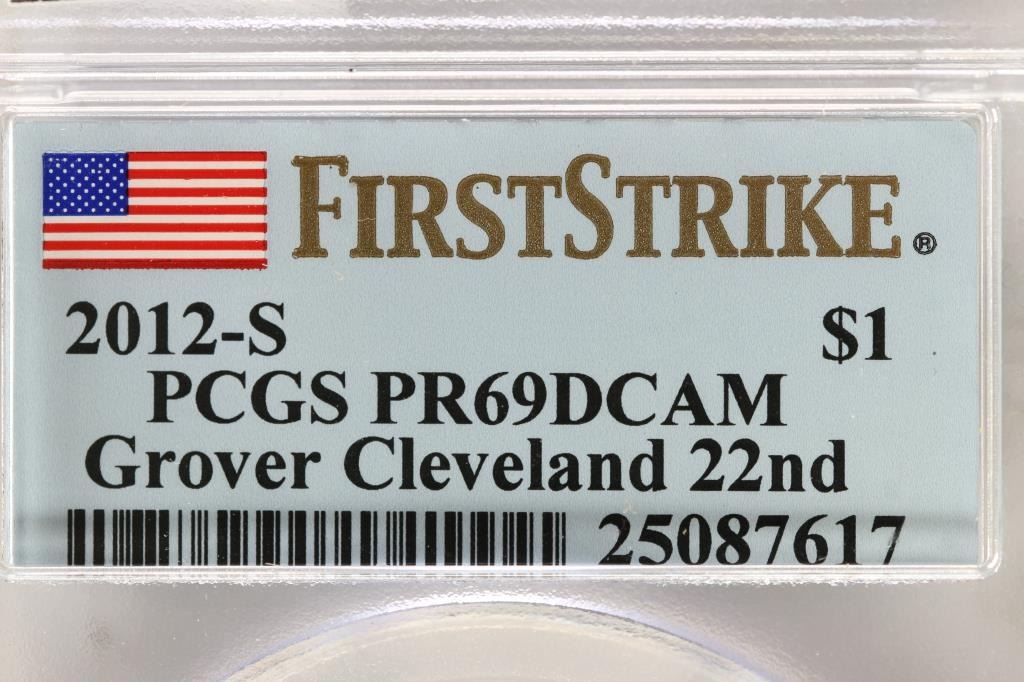 FIRSTSTRIKE®
2012-S $1
PCGS PR69DCAM
Grover Cleveland 22nd
25087617